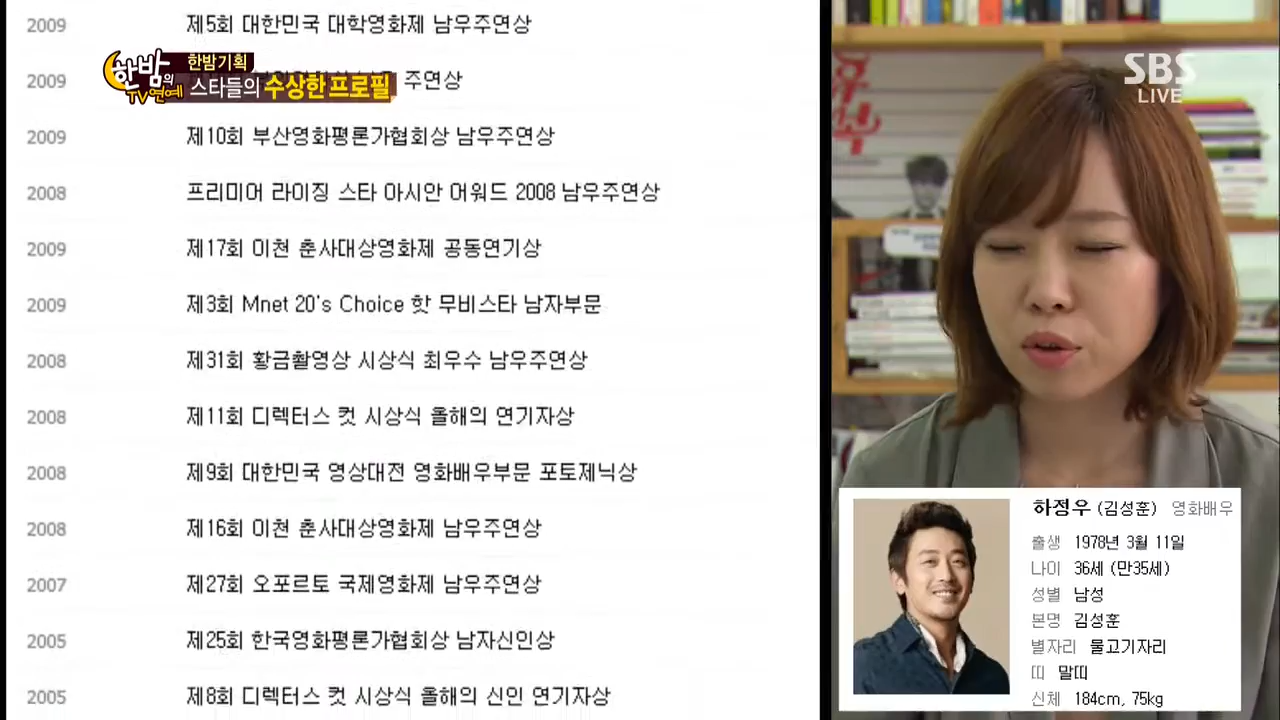 2009 제5회 대한민국 대학영화제 남우주연상
한밤의 TV연예
한밤기획
스타들의 수상한 프로필
2009 주연상
2009 제10회 부산영화평론가협회상 남우주연상
2008 프리미어 라이징 스타 아시안 어워드 2008 남우주연상
2009 제17회 이천 춘사대상영화제 공동연기상
2009 제3회 Mnet 20's Choice 핫 무비스타 남자부문
2008 제31회 황금촬영상 시상식 최우수 남우주연상
2008 제11회 디렉터스 컷 시상식 올해의 연기자상
2008 제9회 대한민국 영상대전 영화배우부문 포토제닉상
2008 제16회 이천 춘사대상영화제 남우주연상
2007 제27회 오포르토 국제영화제 남우주연상
2005 제25회 한국영화평론가협회상 남자신인상
2005 제8회 디렉터스 컷 시상식 올해의 신인 연기자상
SBS
LIVE
하정우 (김성훈) 영화배우
출생 1978년 3월 11일
나이 36세 (만35세)
성별 남성
본명 김성훈
별자리 물고기자리
띠 말띠
신체 184cm, 75kg